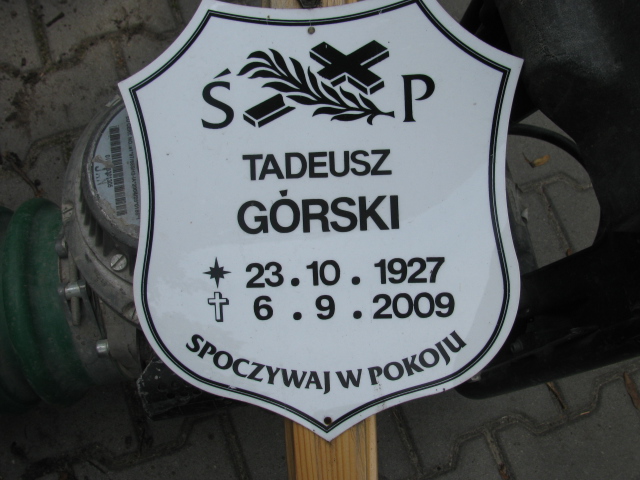 Ś P
TADEUSZ
GÓRSKI
23.10.1927
6.9.2009
SPOCZYWAJ W POKOJU